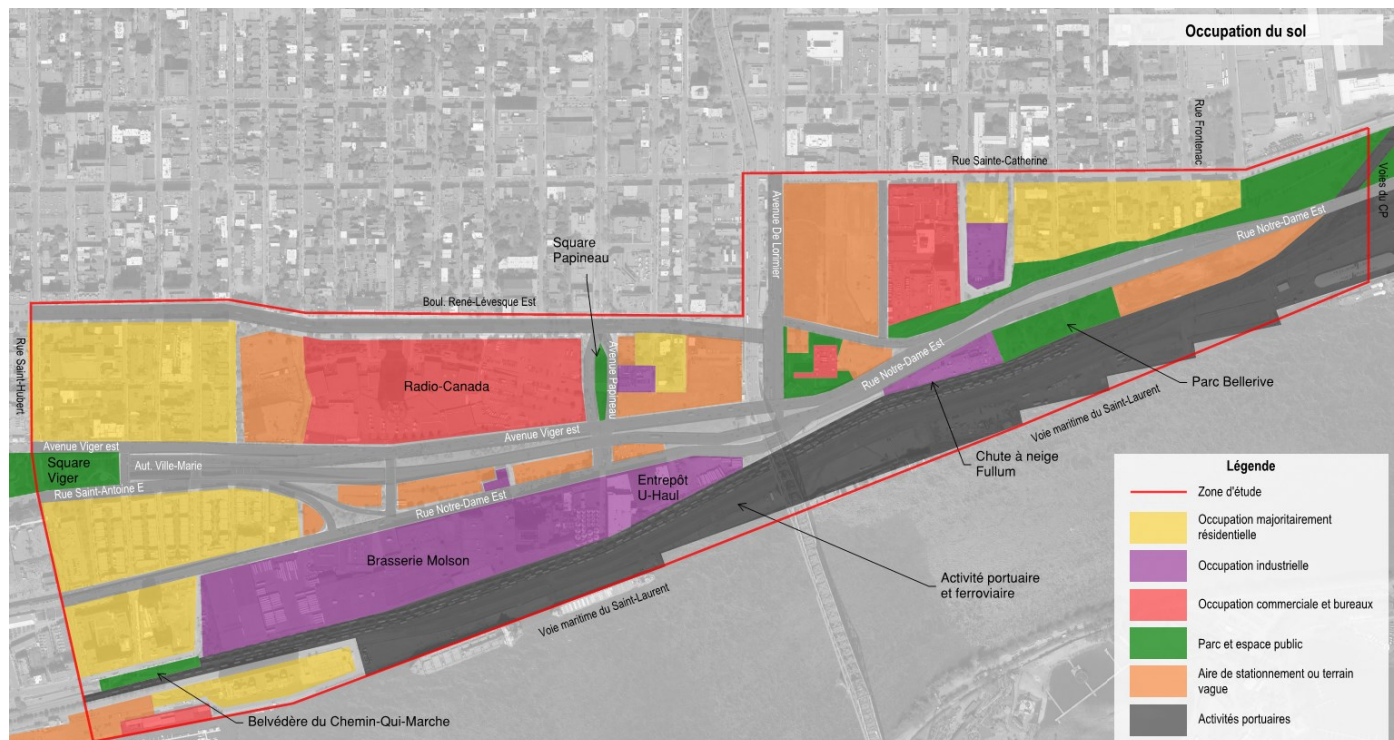 Occupation du sol
Rue Frontenac
Rue Sainte-Catherine
Voies du CP
Avenue De Lorimier
Rue Notre-Dame Est
Square
Papineau
Boul. René-Lévesque Est
Rue Saint-Hubert
Avenue Papineau
Rue Notre-Dame Est
Radio-Canada
Parc Bellerive
Voie maritime du Saint-Laurent
Avenue Viger est
Avenue Viger est
Chute à neige
Fullum
Square
Viger
Aut. Ville-Marie
Rue Saint-Antoine E
Entrepôt
U-Haul
Rue Notre-Dame Est
Brasserie Molson
Activité portuaire
et ferroviaire
Voie maritime du Saint-Laurent
Belvédère du Chemin-Qui-Marche
Légende
Zone d'étude
Occupation majoritairement
résidentielle
Occupation industrielle
Occupation commerciale et bureaux
Parc et espace public
Aire de stationnement ou terrain
vague
Activités portuaires